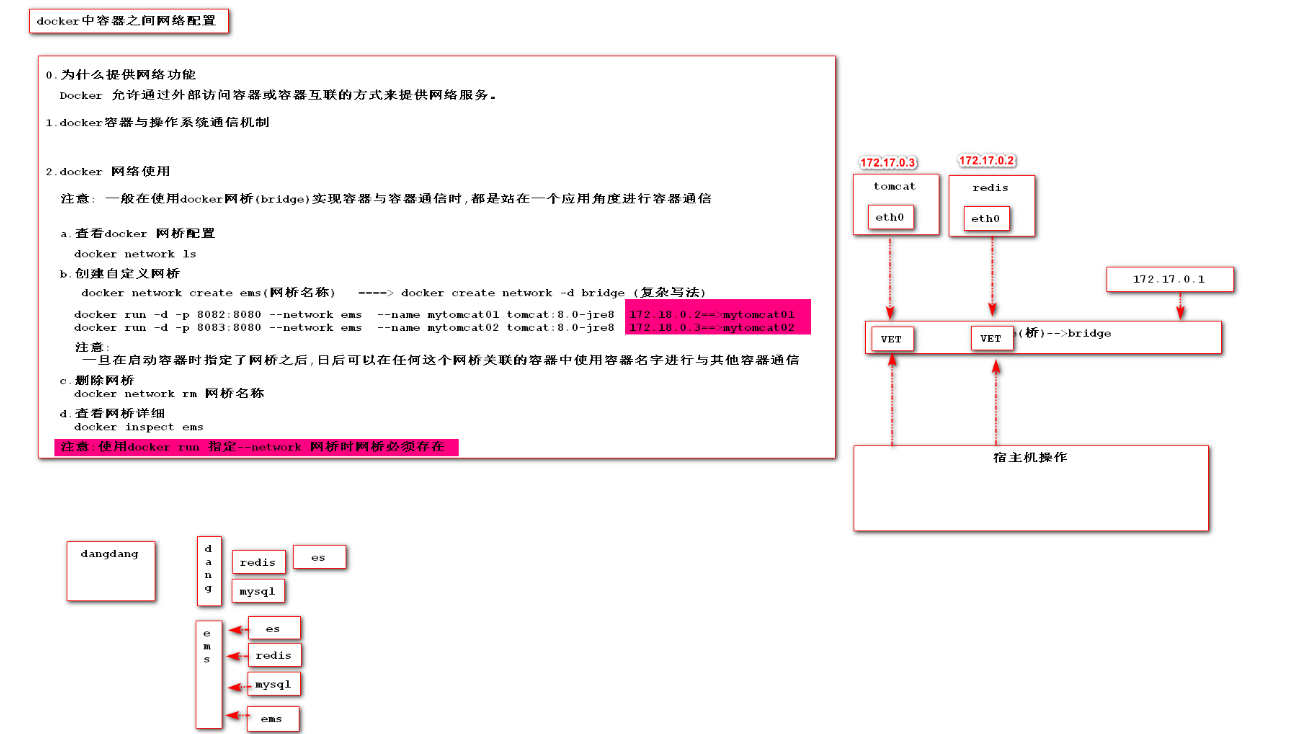 docker中容器之间网络配置
0.为什么提供网络功能
Docker 允许通过外部访问容器或容器互联的方式来提供网络服务。
1.docker容器与操作系统通信机制
2.docker 网络使用
注意: 一般在使用docker网桥(bridge)实现容器与容器通信时,都是站在一个应用角度进行容器通信
a.查看docker 网桥配置
docker network ls
b.创建自定义网桥
docker network create ems(网桥名称) ----> docker create network -d bridge (复杂写法)
docker run -d -p 8082:8080 --network ems --name mytomcat01 tomcat:8.0-jre8 172.18.0.2==>mytomcat01
docker run -d -p 8083:8080 --network ems --name mytomcat02 tomcat:8.0-jre8 172.18.0.3==>mytomcat02
注意:
一旦在启动容器时指定了网桥之后,日后可以在任何这个网桥关联的容器中使用容器名字进行与其他容器通信
c.删除网桥
docker network rm 网桥名称
d.查看网桥详细
docker inspect ems
注意:使用docker run 指定--network 网桥时网桥必须存在
172.17.0.3
172.17.0.2
tomcat
eth0
redis
eth0
172.17.0.1
VET
VET
(桥)-->bridge
宿主机操作
dangdang
dang
redis
es
mysql
ems
es
redis
mysql
ems